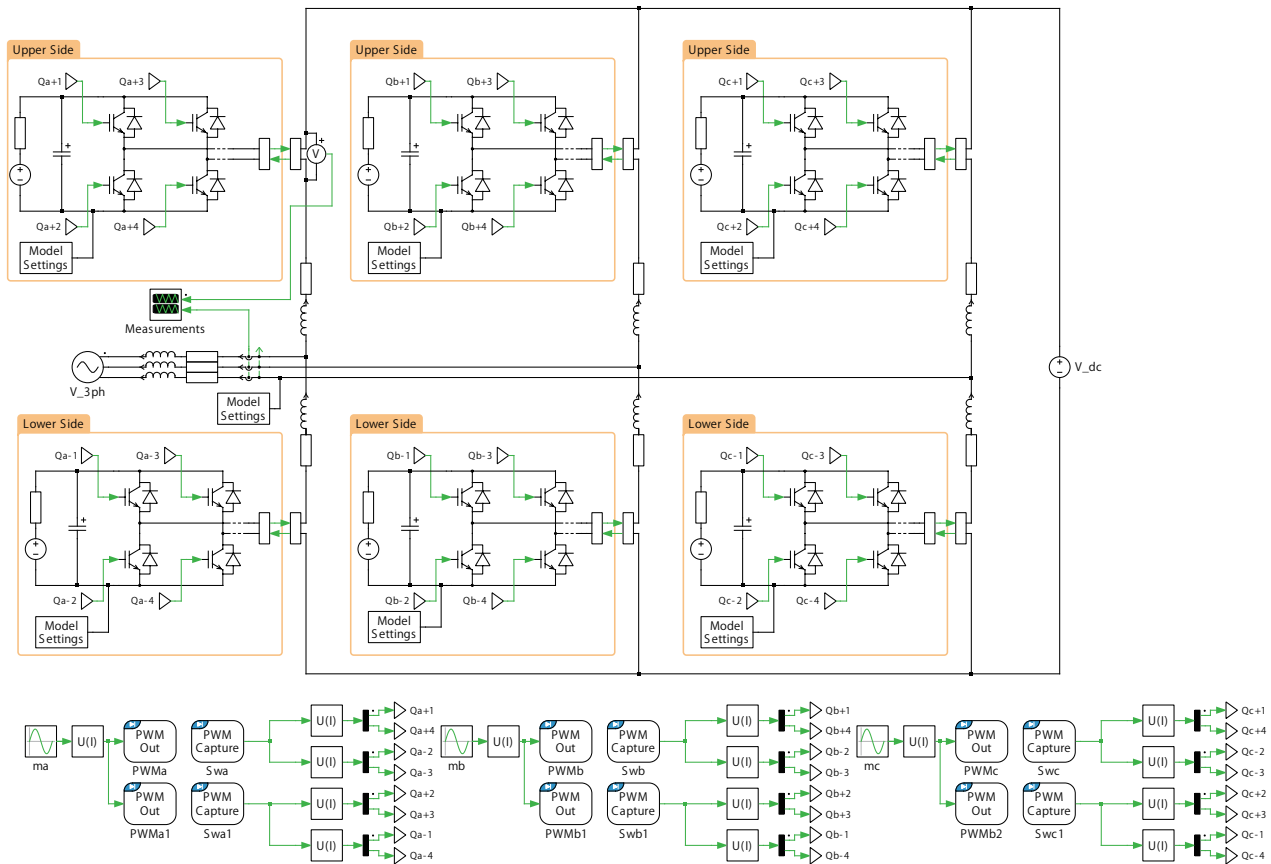 Upper Side
Upper Side
Upper Side
Qa+1
Qa+3
Qb+1
Qb+3
Qc+1
Qc+3
+
+
+
+
V
+
−
+
−
+
−
Qa+2
Qa+4
Qb+2
Qb+4
Qc+2
Qc+4
Model
Settings
Model
Settings
Model
Settings
Measurements
V_3ph
+
−
V_dc
Model
Settings
Lower Side
Lower Side
Lower Side
Qa-1
Qa-3
Qb-1
Qb-3
Qc-1
Qc-3
+
+
+
+
−
+
−
+
−
Qa-2
Qa-4
Qb-2
Qb-4
Qc-2
Qc-4
Model
Settings
Model
Settings
Model
Settings
ma
U(I)
PWM
Out
PWMa
PWM
Capture
Swa
PWM
Out
PWMa1
PWM
Capture
Swa1
U(I)
U(I)
U(I)
U(I)
Qa+1
Qa+4
Qa-2
Qa-3
Qa+2
Qa+3
Qa-1
Qa-4
mb
U(I)
PWM
Out
PWMb
PWM
Capture
Swb
PWM
Out
PWMb1
PWM
Capture
Swb1
U(I)
U(I)
U(I)
U(I)
Qb+1
Qb+4
Qb-2
Qb-3
Qb+2
Qb+3
Qb-1
Qb-4
mc
U(I)
PWM
Out
PWMc
PWM
Capture
Swc
PWM
Out
PWMb2
PWM
Capture
Swc1
U(I)
U(I)
U(I)
U(I)
Qc+1
Qc+4
Qc-2
Qc-3
Qc+2
Qc+3
Qc-1
Qc-4